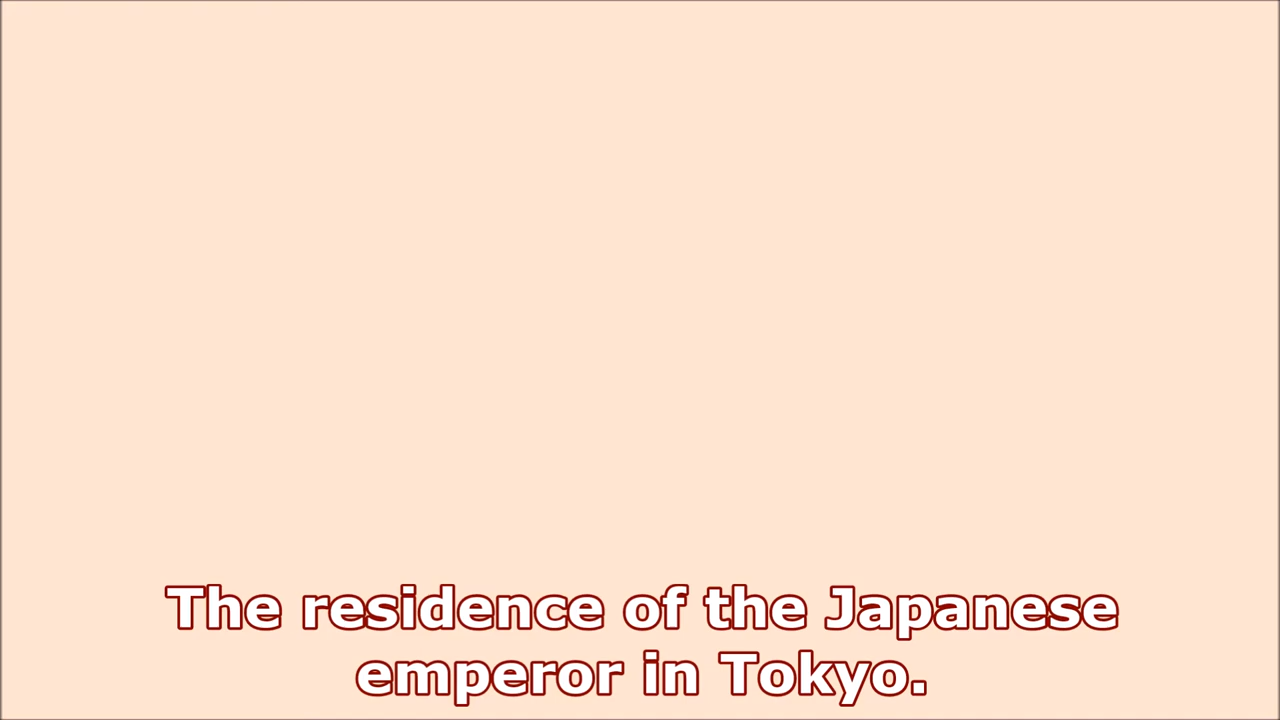 The residence of the Japanese
emperor in Tokyo.